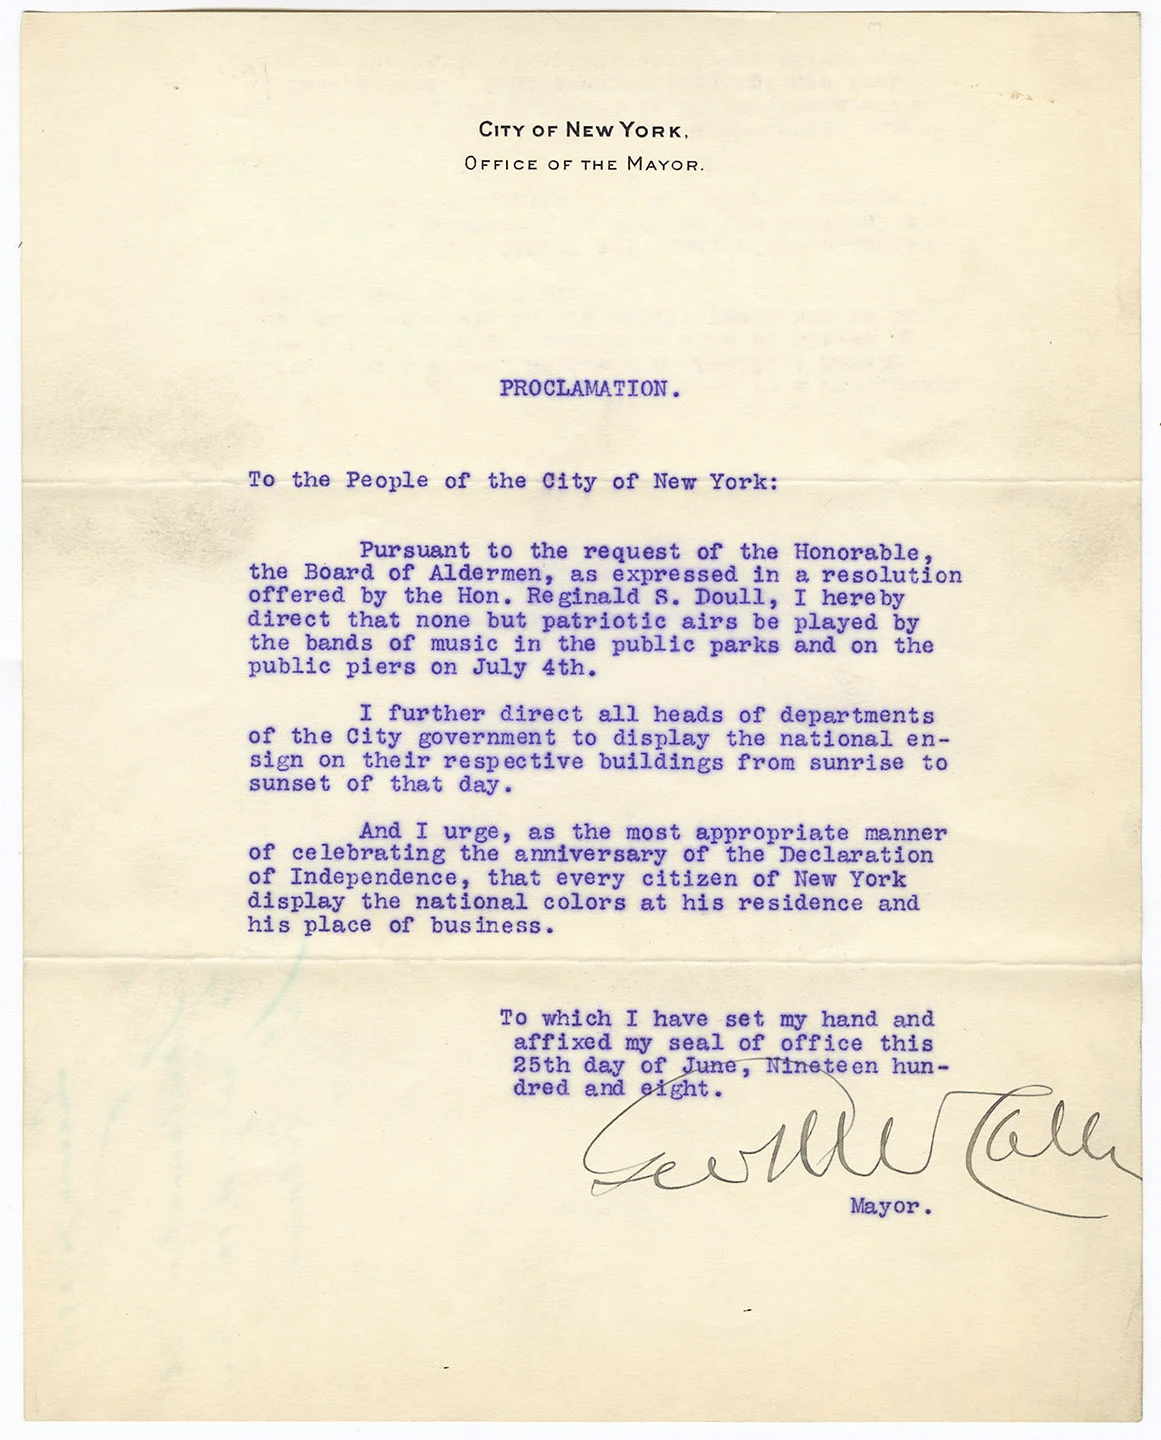 CITY OF NEW YORK,
OFFICE OF THE MAYOR.
PROCLAMATION.
To the People of the City of New York:
Pursuant to the request of the Honorable,
the Board of Aldermen, as expressed in a resolution
offered by the Hon. Reginald S. Doull, I hereby
direct that none but patriotic airs be played by
the bands of music in the public parks and on the
public piers on July 4th.
I further direct all heads of departments
of the City government to display the national en-
sign on their respective buildings from sunrise to
sunset of that day.
And I urge, as the most appropriate manner
of celebrating the anniversary of the Declaration
of Independence, that every citizen of New York
display the national colors at his residence and
his place of business.
To which I have set my hand and
affixed my seal of office this
25th day of June, Nineteen hun-
dred and eight.
Mayor.